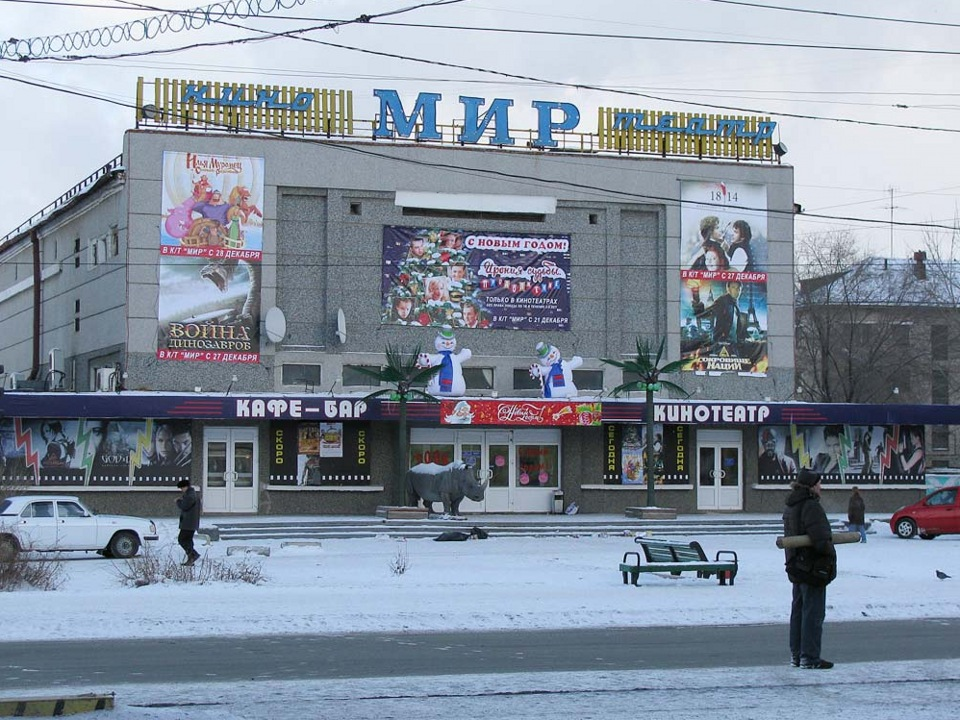 кино МИР театр
Илья Муромец
В К/Т "МИР" С 28 ДЕКАБРЯ
ВОЙНА
ДИНОЗАВРОВ
В К/Т "МИР" С 27 ДЕКАБРЯ
С НОВЫМ ГОДОМ!
Ирония судьбы
ПРОДОЛЖЕНИЕ
ТОЛЬКО В КИНОТЕАТРАХ
В К/Т "МИР" С 21 ДЕКАБРЯ
1814
В К/Т "МИР" С 27 ДЕКАБРЯ
СОКРОВИЩЕ
НАЦИЙ
КАФЕ-БАР
С Новым Годом!
КИНОТЕАТР
СКОРО
СКОРО
СЕГОДНЯ
СЕГОДНЯ